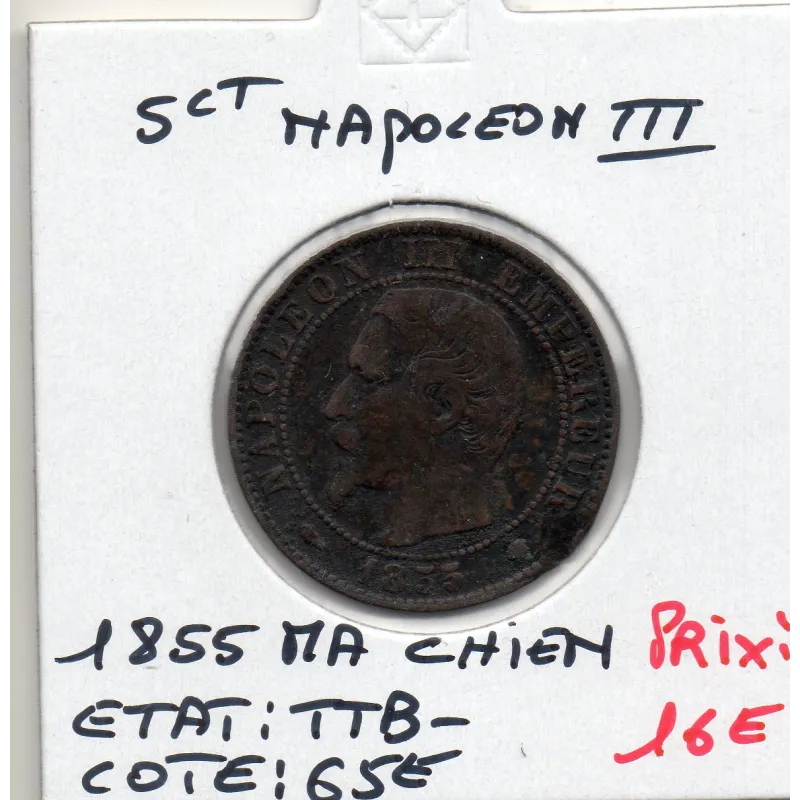 5CT NAPOLEON III
NAPOLEON III EMPEREUR
1855
1855 MA CHIEN
PRIX:
ETAT: TTB-
16E
COTE: 65E